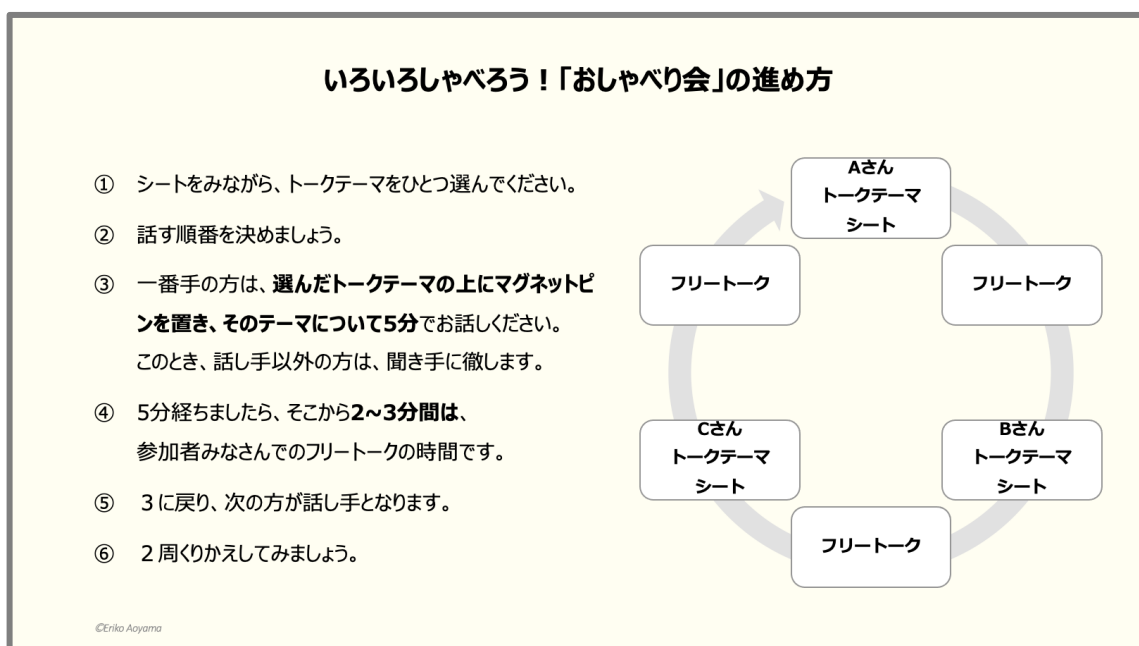 いろいろしゃべろう！「おしゃべり会」の進め方
① シートをみながら、トークテーマをひとつ選んでください。
② 話す順番を決めましょう。
③ 一番手の方は、選んだトークテーマの上にマグネットピ
ンを置き、そのテーマについて5分でお話しください。
このとき、話し手以外の方は、聞き手に徹します。
④ 5分経ちましたら、そこから2~3分間は、
参加者みなさんでのフリートークの時間です。
⑤ 3に戻り、次の方が話し手となります。
⑥ 2周くりかえしてみましょう。
Aさん
トークテーマ
シート
フリートーク
Bさん
トークテーマ
シート
フリートーク
Cさん
トークテーマ
シート
フリートーク
©Eriko Aoyama